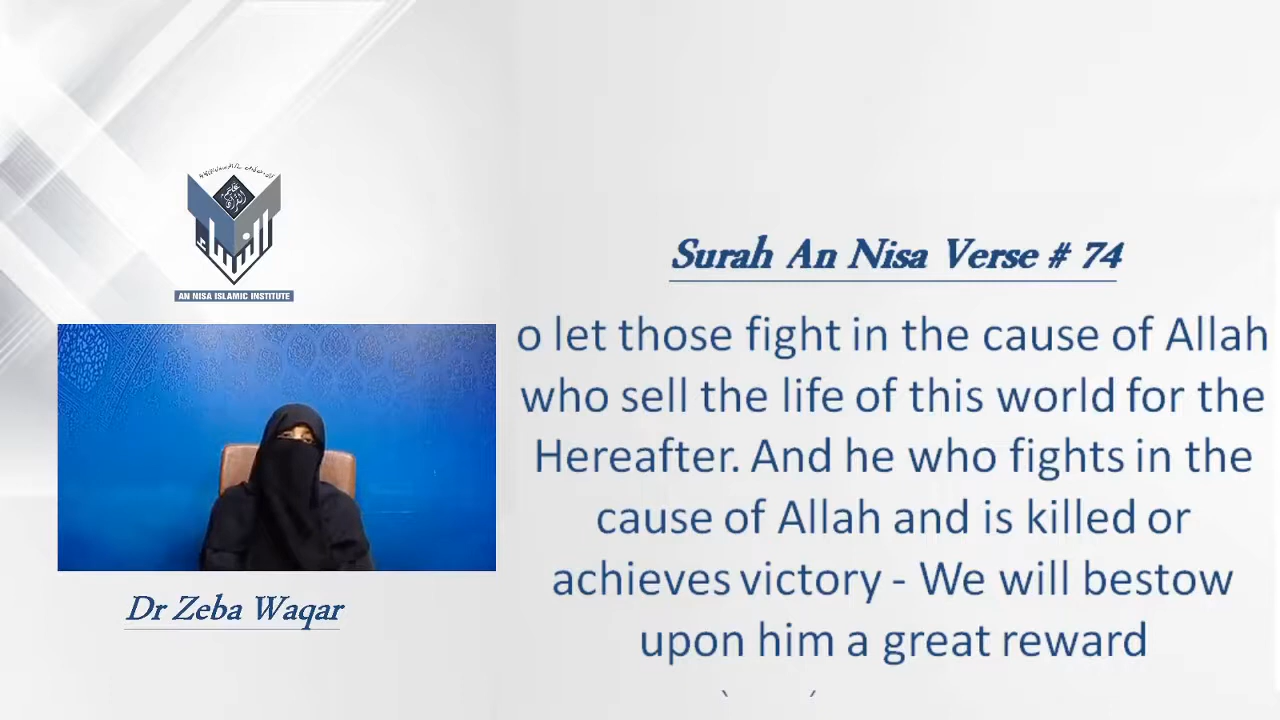 AN NISA ISLAMIC INSTITUTE
Dr Zeba Waqar
Surah An Nisa Verse # 74
o let those fight in the cause of Allah
who sell the life of this world for the
Hereafter. And he who fights in the
cause of Allah and is killed or
achieves victory - We will bestow
upon him a great reward